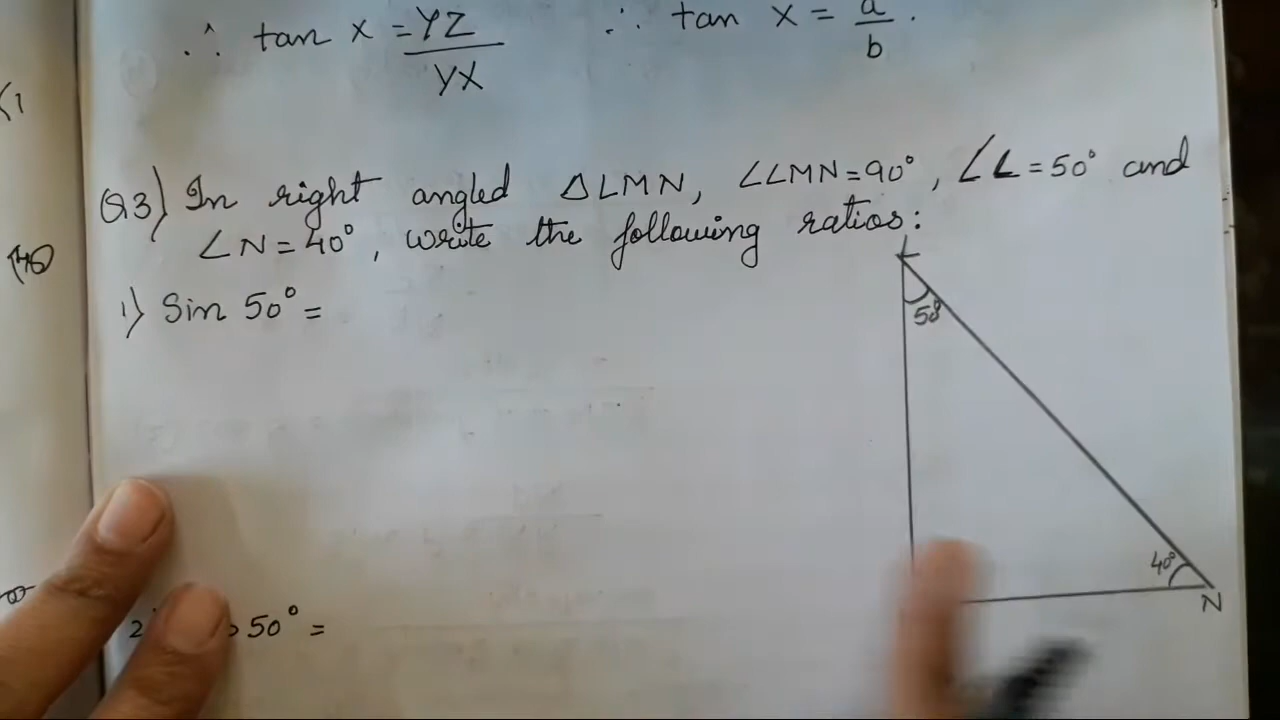 ∴ tan X = YZ/YX ∴ tan X = a/b.
Q3) In right angled △LMN, ∠LMN=90°, ∠L=50° and
∠N=40°, write the following ratios:
L
1) Sin 50° =
50°
40°
N
2) 50° =